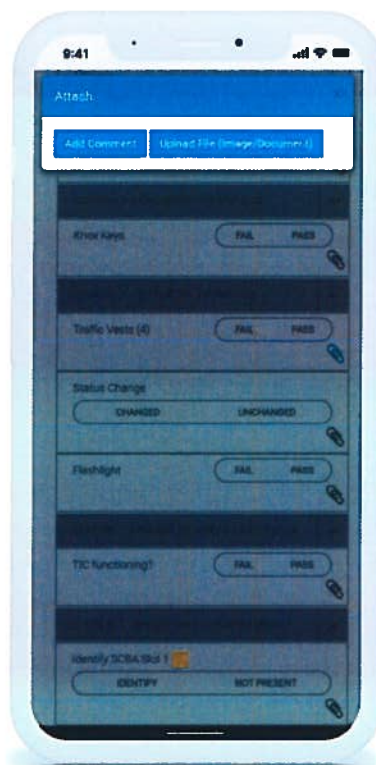 9:41
Attach
Add Comment Upload File (Image/Document)
Knox Keys FAIL PASS
Traffic Vests (4) FAIL PASS
Status Change
CHANGED UNCHANGED
Flashlight FAIL PASS
TIC functioning? FAIL PASS
Identify SCBA Slot 1
IDENTIFY NOT PRESENT